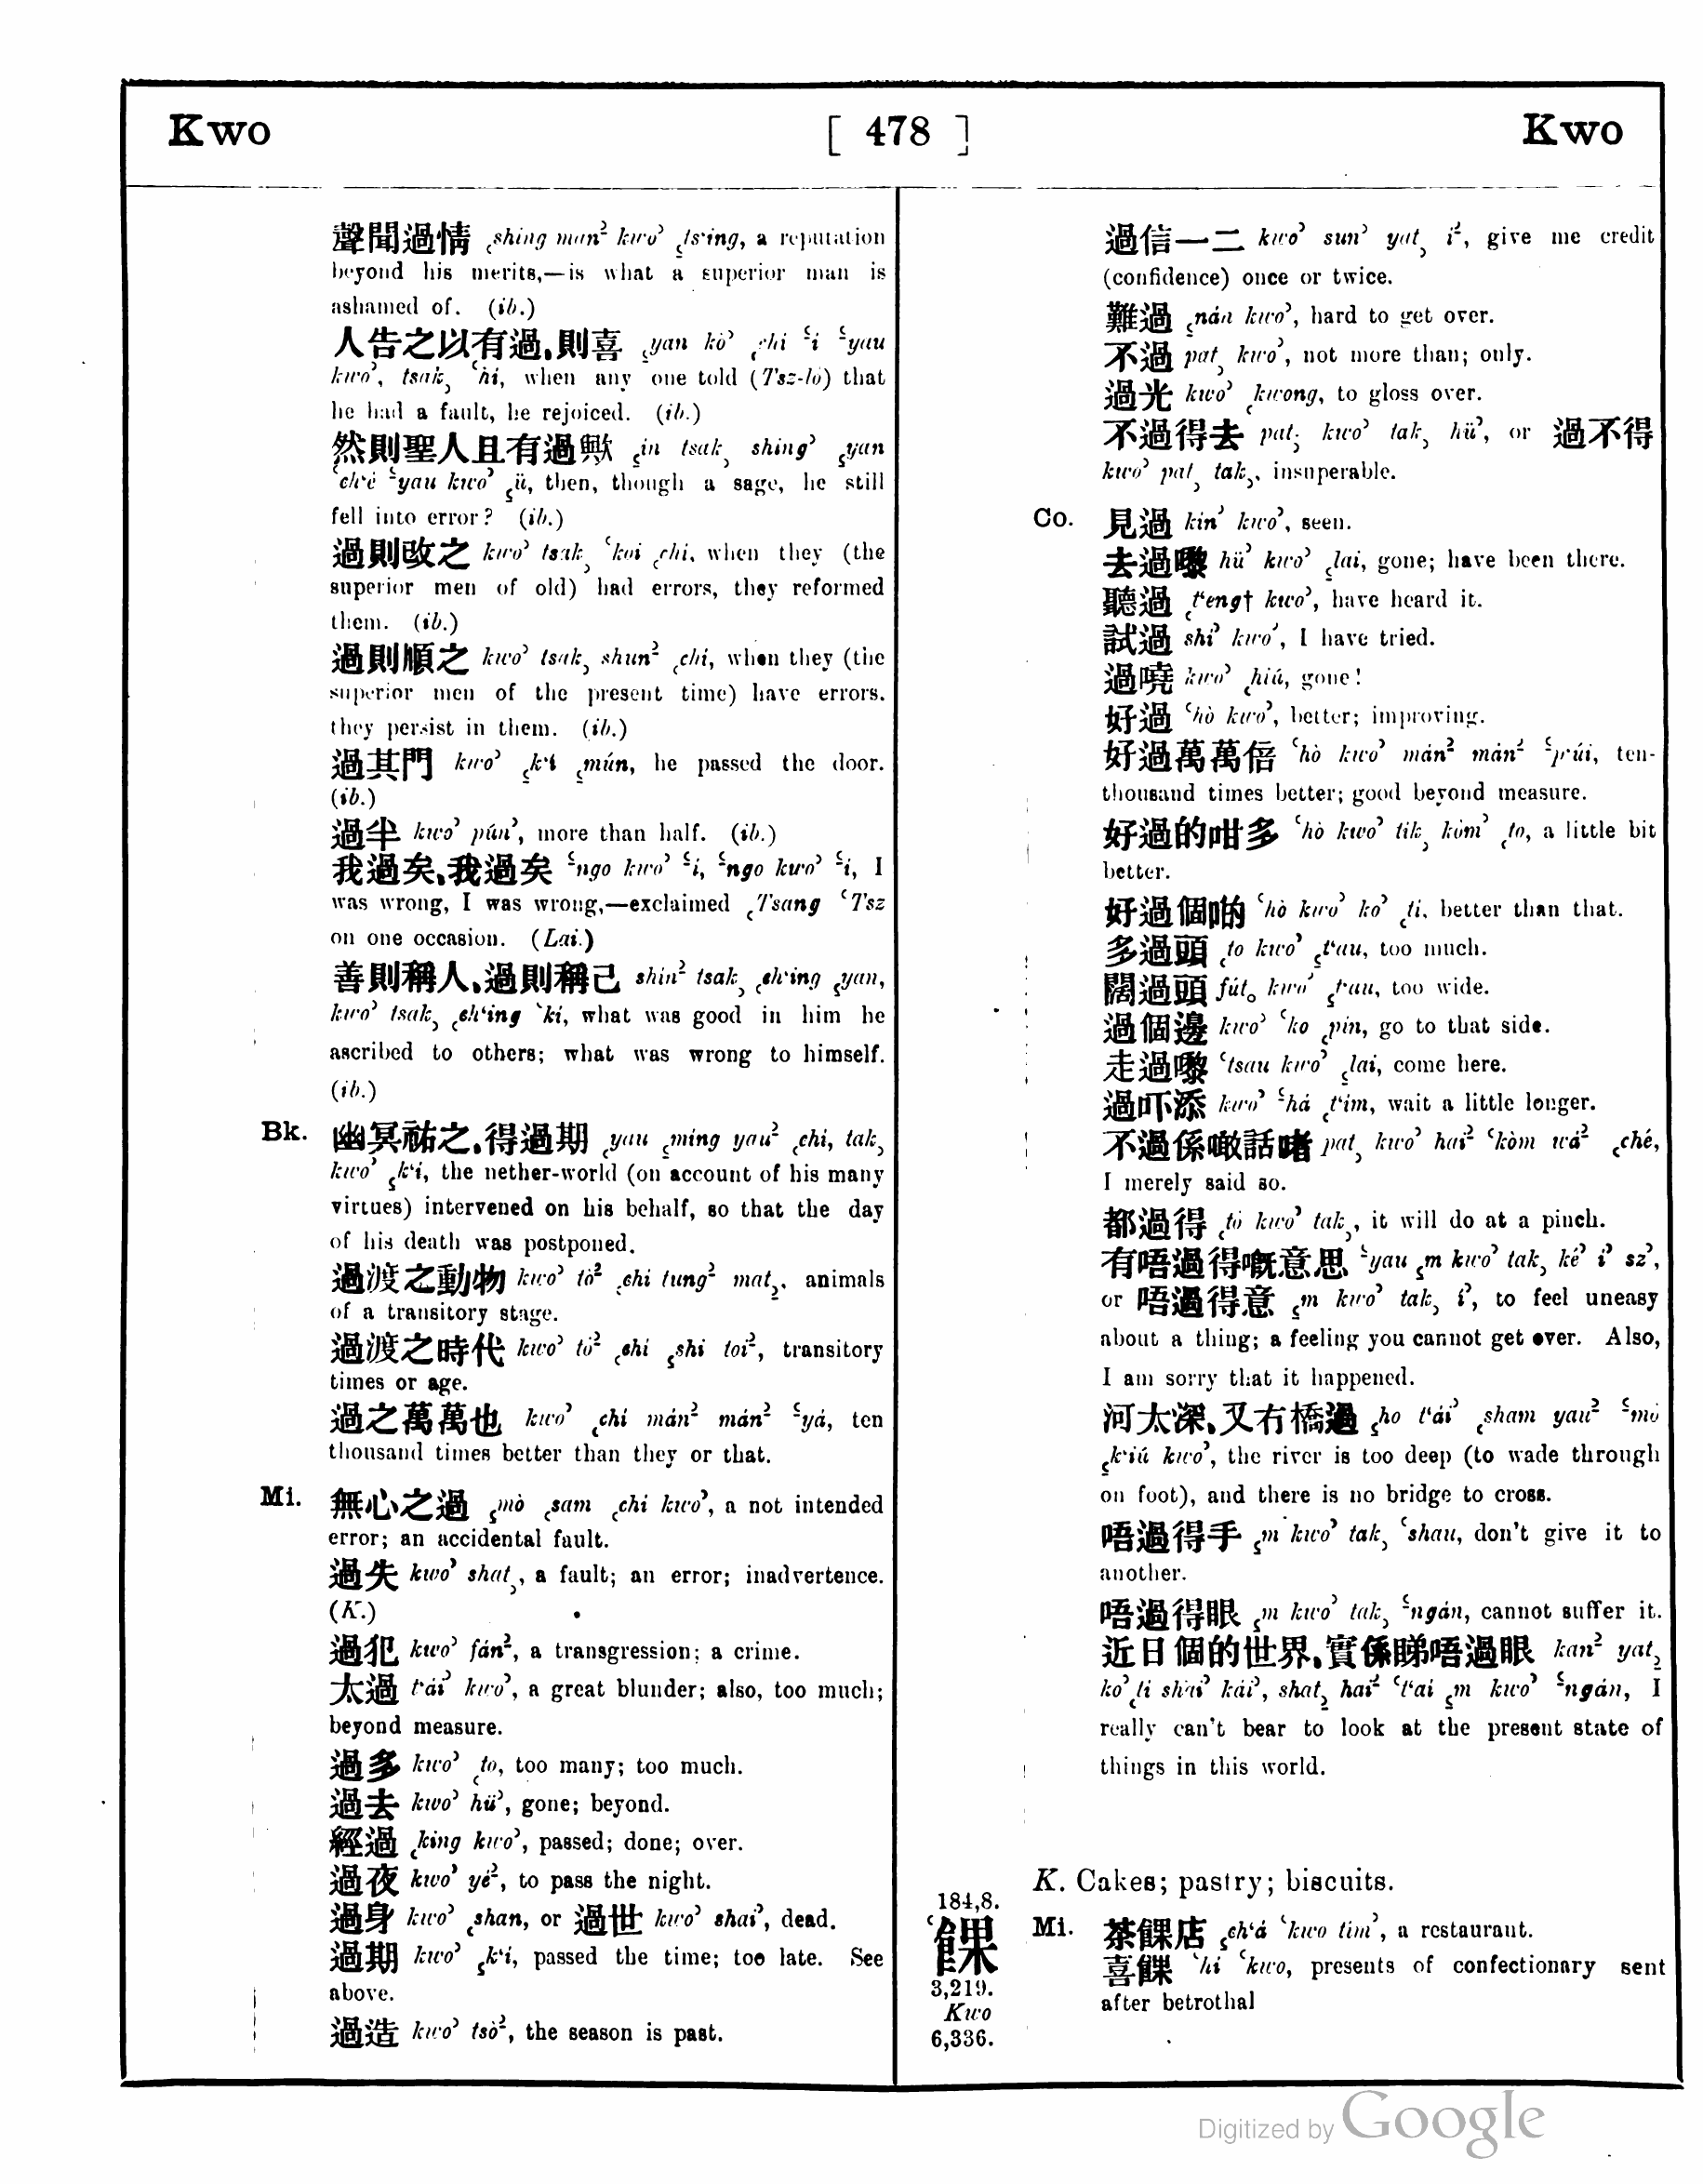 Kwo [ 478 ] Kwo
聲聞過情 ꜀shing man² kwo꜄ ꜁ts‘ing, a reputation
beyond his merits,—is what a superior man is
ashamed of. (ib.)
人告之以有過,則喜 ꜁yan kò꜄ ꜀chi ꜃i ꜃yau
kwo꜄, tsak꜆ ꜂hí, when any one told (Tsz-lò) that
he had a fault, he rejoiced. (ib.)
然則聖人且有過歟 ꜁in tsak꜆ shing꜄ ꜁yan
꜂ch‘é ꜃yau kwo꜄ ꜁ü, then, though a sage, he still
fell into error? (ib.)
過則改之 kwo꜄ tsak꜆ ꜂koi ꜀chi, when they (the
superior men of old) had errors, they reformed
them. (ib.)
過則順之 kwo꜄ tsak꜆ shun² ꜀chí, when they (the
superior men of the present time) have errors.
they persist in them. (ib.)
過其門 kwo꜄ ꜁k‘í ꜁mún, he passed the door.
(ib.)
過半 kwo꜄ pún꜄, more than half. (ib.)
我過矣,我過矣 ꜃ngo kwo꜄ ꜃i, ꜃ngo kwo꜄ ꜃i, I
was wrong, I was wrong,—exclaimed ꜀Tsang ꜂Tsz
on one occasion. (Lai.)
善則稱人,過則稱己 shin² tsak꜆ ꜀ch‘ing ꜁yan,
kwo꜄ tsak꜆ ꜀ch‘ing ꜂ki, what was good in him he
ascribed to others; what was wrong to himself.
(ib.)
Bk. 幽冥祐之,得過期 ꜀yau ꜁ming yau² ꜀chi, tak꜆
kwo꜄ ꜁k‘i, the nether-world (on account of his many
virtues) intervened on his behalf, so that the day
of his death was postponed.
過渡之動物 kwo꜄ tò² ꜀chi tung² mat꜇, animals
of a transitory stage.
過渡之時代 kwo꜄ tò² ꜀chi ꜁shi toi², transitory
times or age.
過之萬萬也 kwo꜄ ꜀chi mán² mán² ꜃yá, ten
thousand times better than they or that.
Mi. 無心之過 ꜁mò ꜀sam ꜀chi kwo꜄, a not intended
error; an accidental fault.
過失 kwo꜄ shat꜆, a fault; an error; inadvertence.
(K.)
過犯 kwo꜄ fán², a transgression; a crime.
太過 t‘ái꜄ kwo꜄, a great blunder; also, too much;
beyond measure.
過多 kwo꜄ ꜀to, too many; too much.
過去 kwo꜄ hü꜄, gone; beyond.
經過 ꜀king kwo꜄, passed; done; over.
過夜 kwo꜄ yé², to pass the night.
過身 kwo꜄ ꜀shan, or 過世 kwo꜄ shai꜄, dead.
過期 kwo꜄ ꜁k‘i, passed the time; too late. See
above.
過造 kwo꜄ tsò², the season is past.
過信一二 kwo꜄ sun꜄ yat꜆ i², give me credit
(confidence) once or twice.
難過 ꜁nán kwo꜄, hard to get over.
不過 pat꜆ kwo꜄, not more than; only.
過光 kwo꜄ ꜀kwong, to gloss over.
不過得去 pat꜆ kwo꜄ tak꜆ hü꜄, or 過不得
kwo꜄ pat꜆ tak꜆, insuperable.
Co. 見過 kin꜄ kwo꜄, seen.
去過嚟 hü꜄ kwo꜄ ꜁lai, gone; have been there.
聽過 ꜀t‘eng† kwo꜄, have heard it.
試過 shi꜄ kwo꜄, I have tried.
過嘵 kwo꜄ ꜀hiú, gone!
好過 ꜂hò kwo꜄, better; improving.
好過萬萬倍 ꜂hò kwo꜄ mán² mán² ꜃p‘úi, ten-
thousand times better; good beyond measure.
好過的咁多 ꜂hò kwo꜄ tik꜆ kòm꜄ ꜀to, a little bit
better.
好過個啲 ꜂hò kwo꜄ ko꜄ ꜀ti, better than that.
多過頭 ꜀to kwo꜄ ꜁t‘au, too much.
闊過頭 fút꜀ kwo꜄ ꜁t‘au, too wide.
過個邊 kwo꜄ ꜂ko ꜀pin, go to that side.
走過嚟 ꜂tsau kwo꜄ ꜁lai, come here.
過吓添 kwo꜄ ꜃há ꜀t‘im, wait a little longer.
不過係噉話啫 pat꜆ kwo꜄ hai² ꜂kòm wá² ꜀ché,
I merely said so.
都過得 ꜀tò kwo꜄ tak꜆, it will do at a pinch.
有唔過得嘅意思 ꜃yau ꜁m kwo꜄ tak꜆ ké꜄ i꜄ sz꜄,
or 唔過得意 ꜁m kwo꜄ tak꜆ i꜄, to feel uneasy
about a thing; a feeling you cannot get over. Also,
I am sorry that it happened.
河太深,又冇橋過 ꜁ho t‘ái꜄ ꜀sham yau² ꜃mò
꜁k‘iú kwo꜄, the river is too deep (to wade through
on foot), and there is no bridge to cross.
唔過得手 ꜁m kwo꜄ tak꜆ ꜂shau, don't give it to
another.
唔過得眼 ꜁m kwo꜄ tak꜆ ꜃ngán, cannot suffer it.
近日個的世界,實係睇唔過眼 kan² yat꜇
ko꜄ ꜀ti shai꜄ kái꜄, shat꜇ hai² ꜂t‘ai ꜁m kwo꜄ ꜃ngán, I
really can't bear to look at the present state of
things in this world.
184,8.
꜂餜
3,219.
Kwo
6,336.
K. Cakes; pastry; biscuits.
Mi. 茶餜店 ꜁ch‘á ꜂kwo tim꜄, a restaurant.
喜餜 ꜂hí ꜂kwo, presents of confectionary sent
after betrothal
Digitized by Google